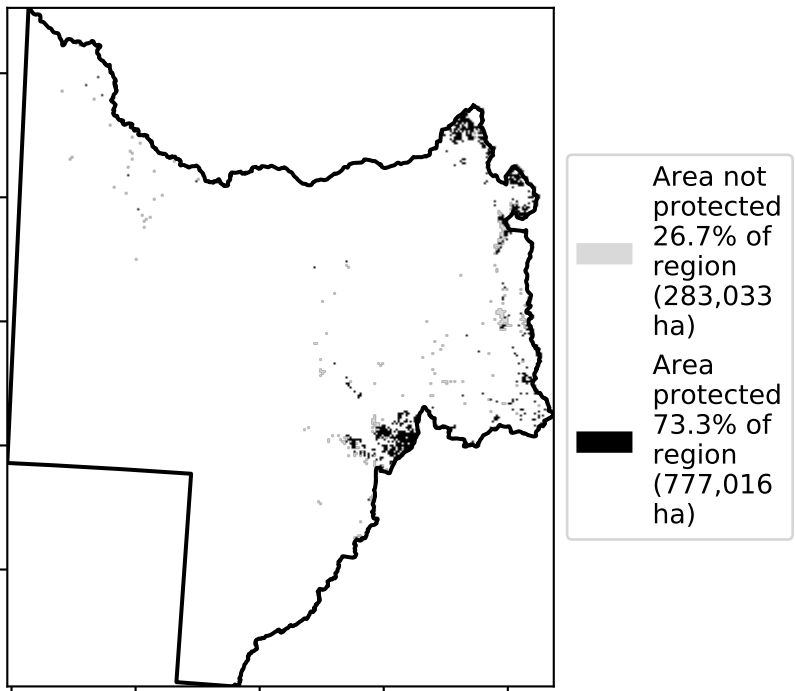 Area not
protected
26.7% of
region
(283,033
ha)
Area
protected
73.3% of
region
(777,016
ha)